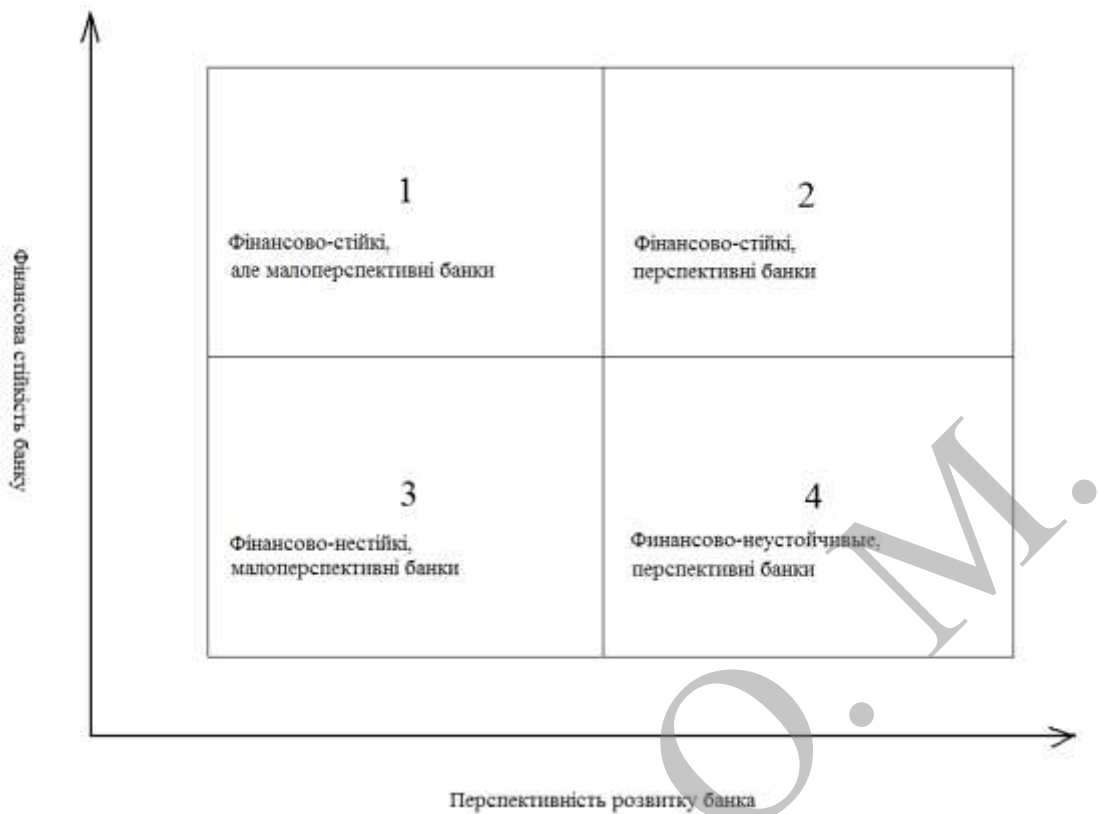 Фінансова стійкість банку
1
Фінансово-стійкі,
але малоперспективні банки
2
Фінансово-стійкі,
перспективні банки
3
Фінансово-нестійкі,
малоперспективні банки
4
Финансово-неустойчивые,
перспективні банки
Перспективність розвитку банка
О. М.